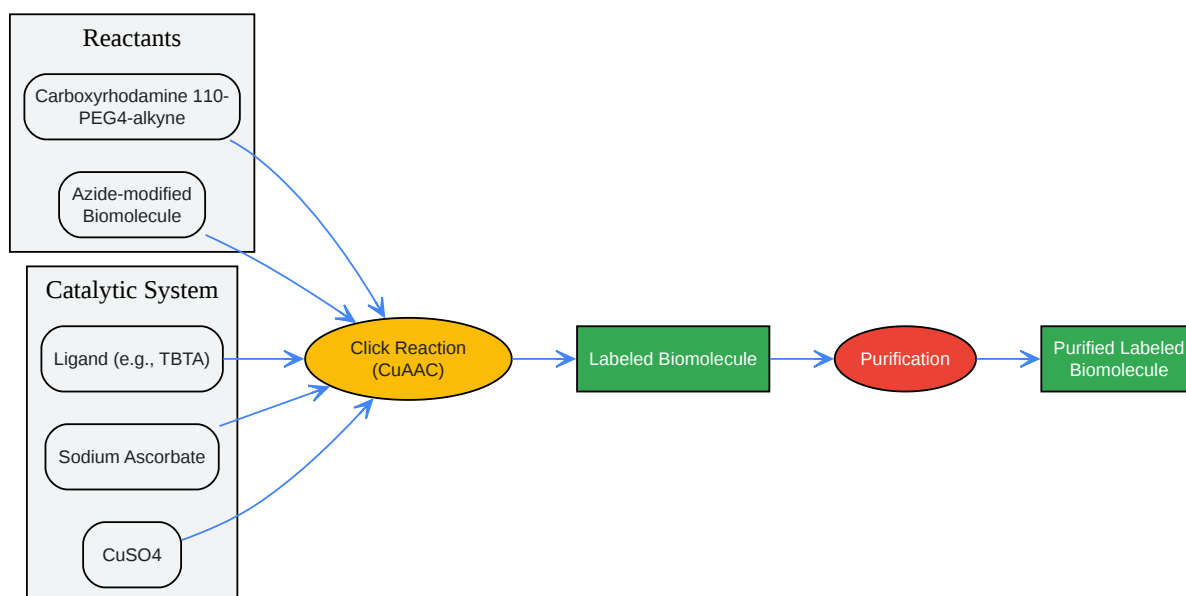 Reactants
Carboxyrhodamine 110-
PEG4-alkyne
Azide-modified
Biomolecule
Catalytic System
Ligand (e.g., TBTA)
Sodium Ascorbate
CuSO4
Click Reaction
(CuAAC)
Labeled Biomolecule
Purification
Purified Labeled
Biomolecule